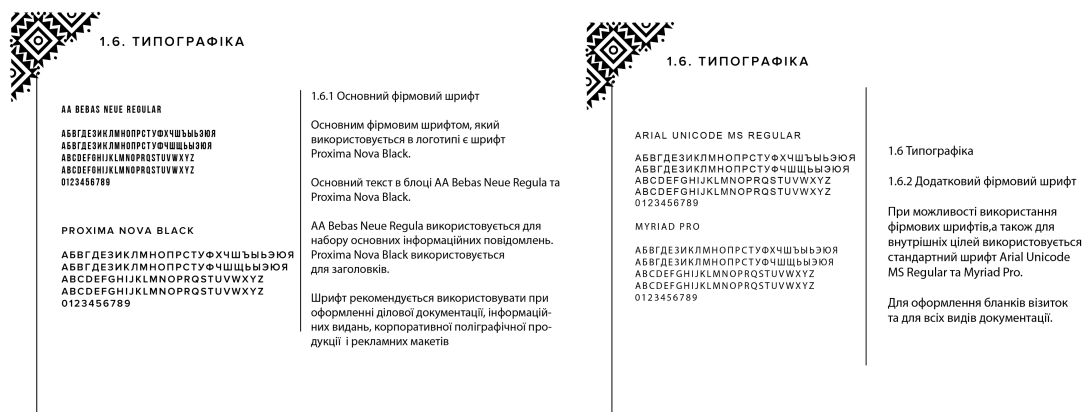 1.6. ТИПОГРАФІКА
AA BEBAS NEUE REGULAR
АБВГДЕЗИКЛМНОПРСТУФХЧШЪЫЬЭЮЯ
АБВГДЕЗИКЛМНОПРСТУФЧШЩЬЫЭЮЯ
ABCDEFGHIJKLMNOPRQSTUVWXYZ
ABCDEFGHIJKLMNOPRQSTUVWXYZ
0123456789
PROXIMA NOVA BLACK
АБВГДЕЗИКЛМНОПРСТУФХЧШЪЫЬЭЮЯ
АБВГДЕЗИКЛМНОПРСТУФЧШЩЬЫЭЮЯ
ABCDEFGHIJKLMNOPRQSTUVWXYZ
ABCDEFGHIJKLMNOPRQSTUVWXYZ
0123456789
1.6.1 Основний фірмовий шрифт
Основним фірмовим шрифтом, який
використовується в логотипі є шрифт
Proxima Nova Black.
Основний текст в блоці AA Bebas Neue Regula та
Proxima Nova Black.
AA Bebas Neue Regula використовується для
набору основних інформаційних повідомлень.
Proxima Nova Black використовується
для заголовків.
Шрифт рекомендується використовувати при
оформленні ділової документації, інформацій-
них видань, корпоративної поліграфічної про-
дукції і рекламних макетів
1.6. ТИПОГРАФІКА
ARIAL UNICODE MS REGULAR
АБВГДЕЗИКЛМНОПРСТУФХЧШЪЫЬЭЮЯ
АБВГДЕЗИКЛМНОПРСТУФЧШЩЬЫЭЮЯ
ABCDEFGHIJKLMNOPRQSTUVWXYZ
ABCDEFGHIJKLMNOPRQSTUVWXYZ
0123456789
MYRIAD PRO
АБВГДЕЗИКЛМНОПРСТУФХЧШЪЫЬЭЮЯ
АБВГДЕЗИКЛМНОПРСТУФЧШЩЬЫЭЮЯ
ABCDEFGHIJKLMNOPRQSTUVWXYZ
ABCDEFGHIJKLMNOPRQSTUVWXYZ
0123456789
1.6 Типографіка
1.6.2 Додатковий фірмовий шрифт
При можливості використання
фірмових шрифтів,а також для
внутрішніх цілей використовується
стандартний шрифт Arial Unicode
MS Regular та Myriad Pro.
Для оформлення бланків візиток
та для всіх видів документації.